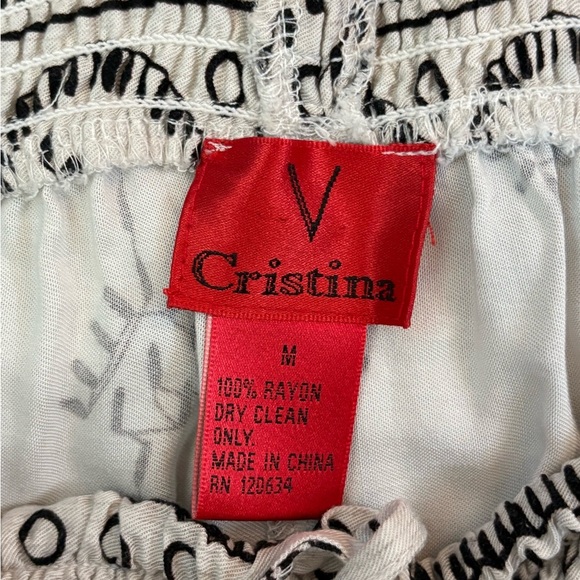 V
Cristina
M
100% RAYON
DRY CLEAN
ONLY.
MADE IN CHINA
RN 120634